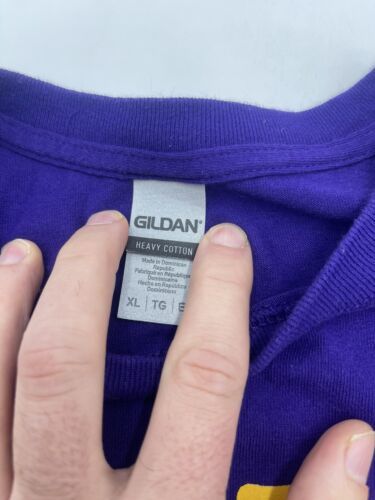 GILDAN®
HEAVY COTTON
Made in Dominican
Republic
Fabriqué en République
Dominicaine
Hecho en República
Dominicana
XL | TG |